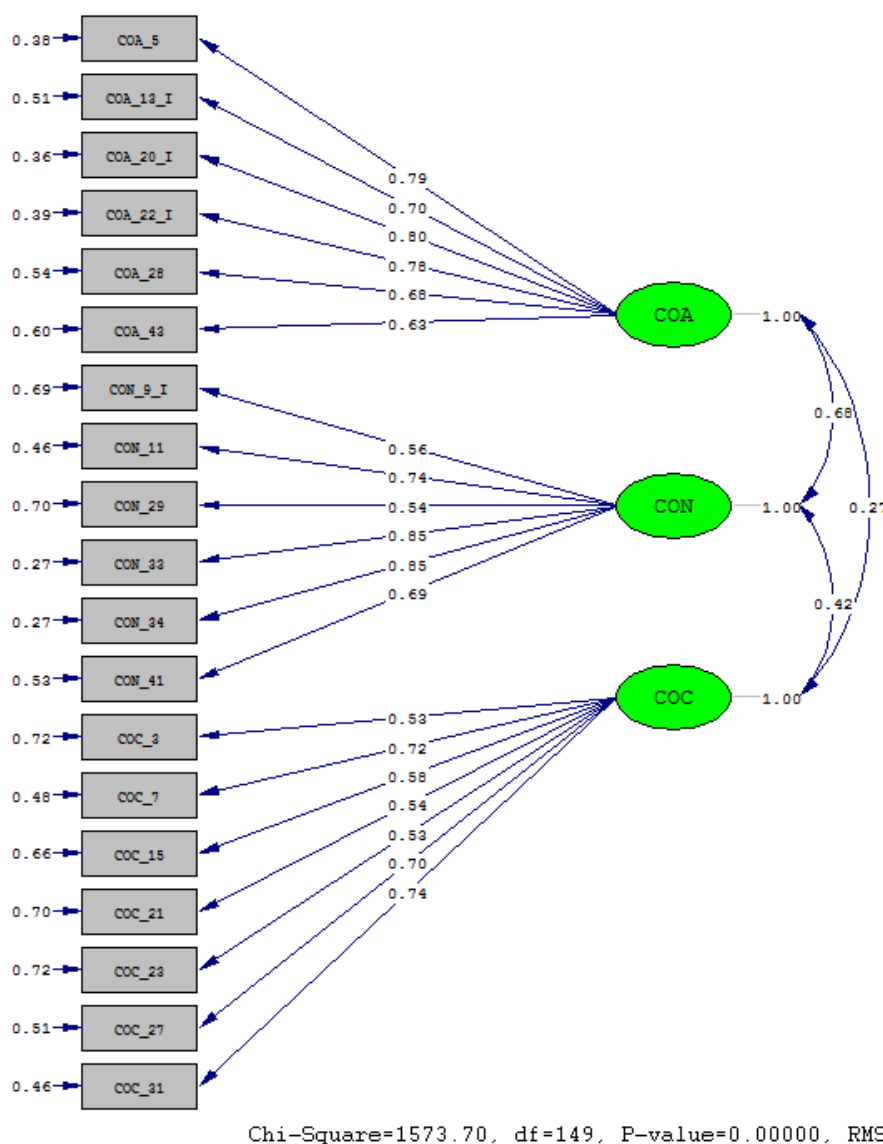 0.38 COA_5
0.51 COA_13_I
0.36 COA_20_I
0.79
0.70
0.39 COA_22_I
0.80
0.78
0.54 COA_28
0.68
COA
1.00
0.60 COA_43
0.63
0.69 CON_9_I
0.68
0.46 CON_11
0.56
0.74
0.70 CON_29
0.54
CON
1.00
0.27
0.85
0.27 CON_33
0.85
0.27 CON_34
0.69
0.42
0.53 CON_41
COC
1.00
0.72 COC_3
0.53
0.72
0.48 COC_7
0.58
0.54
0.66 COC_15
0.53
0.70
0.74
0.70 COC_21
0.72 COC_23
0.51 COC_27
0.46 COC_31
Chi-Square=1573.70, df=149, P-value=0.00000,